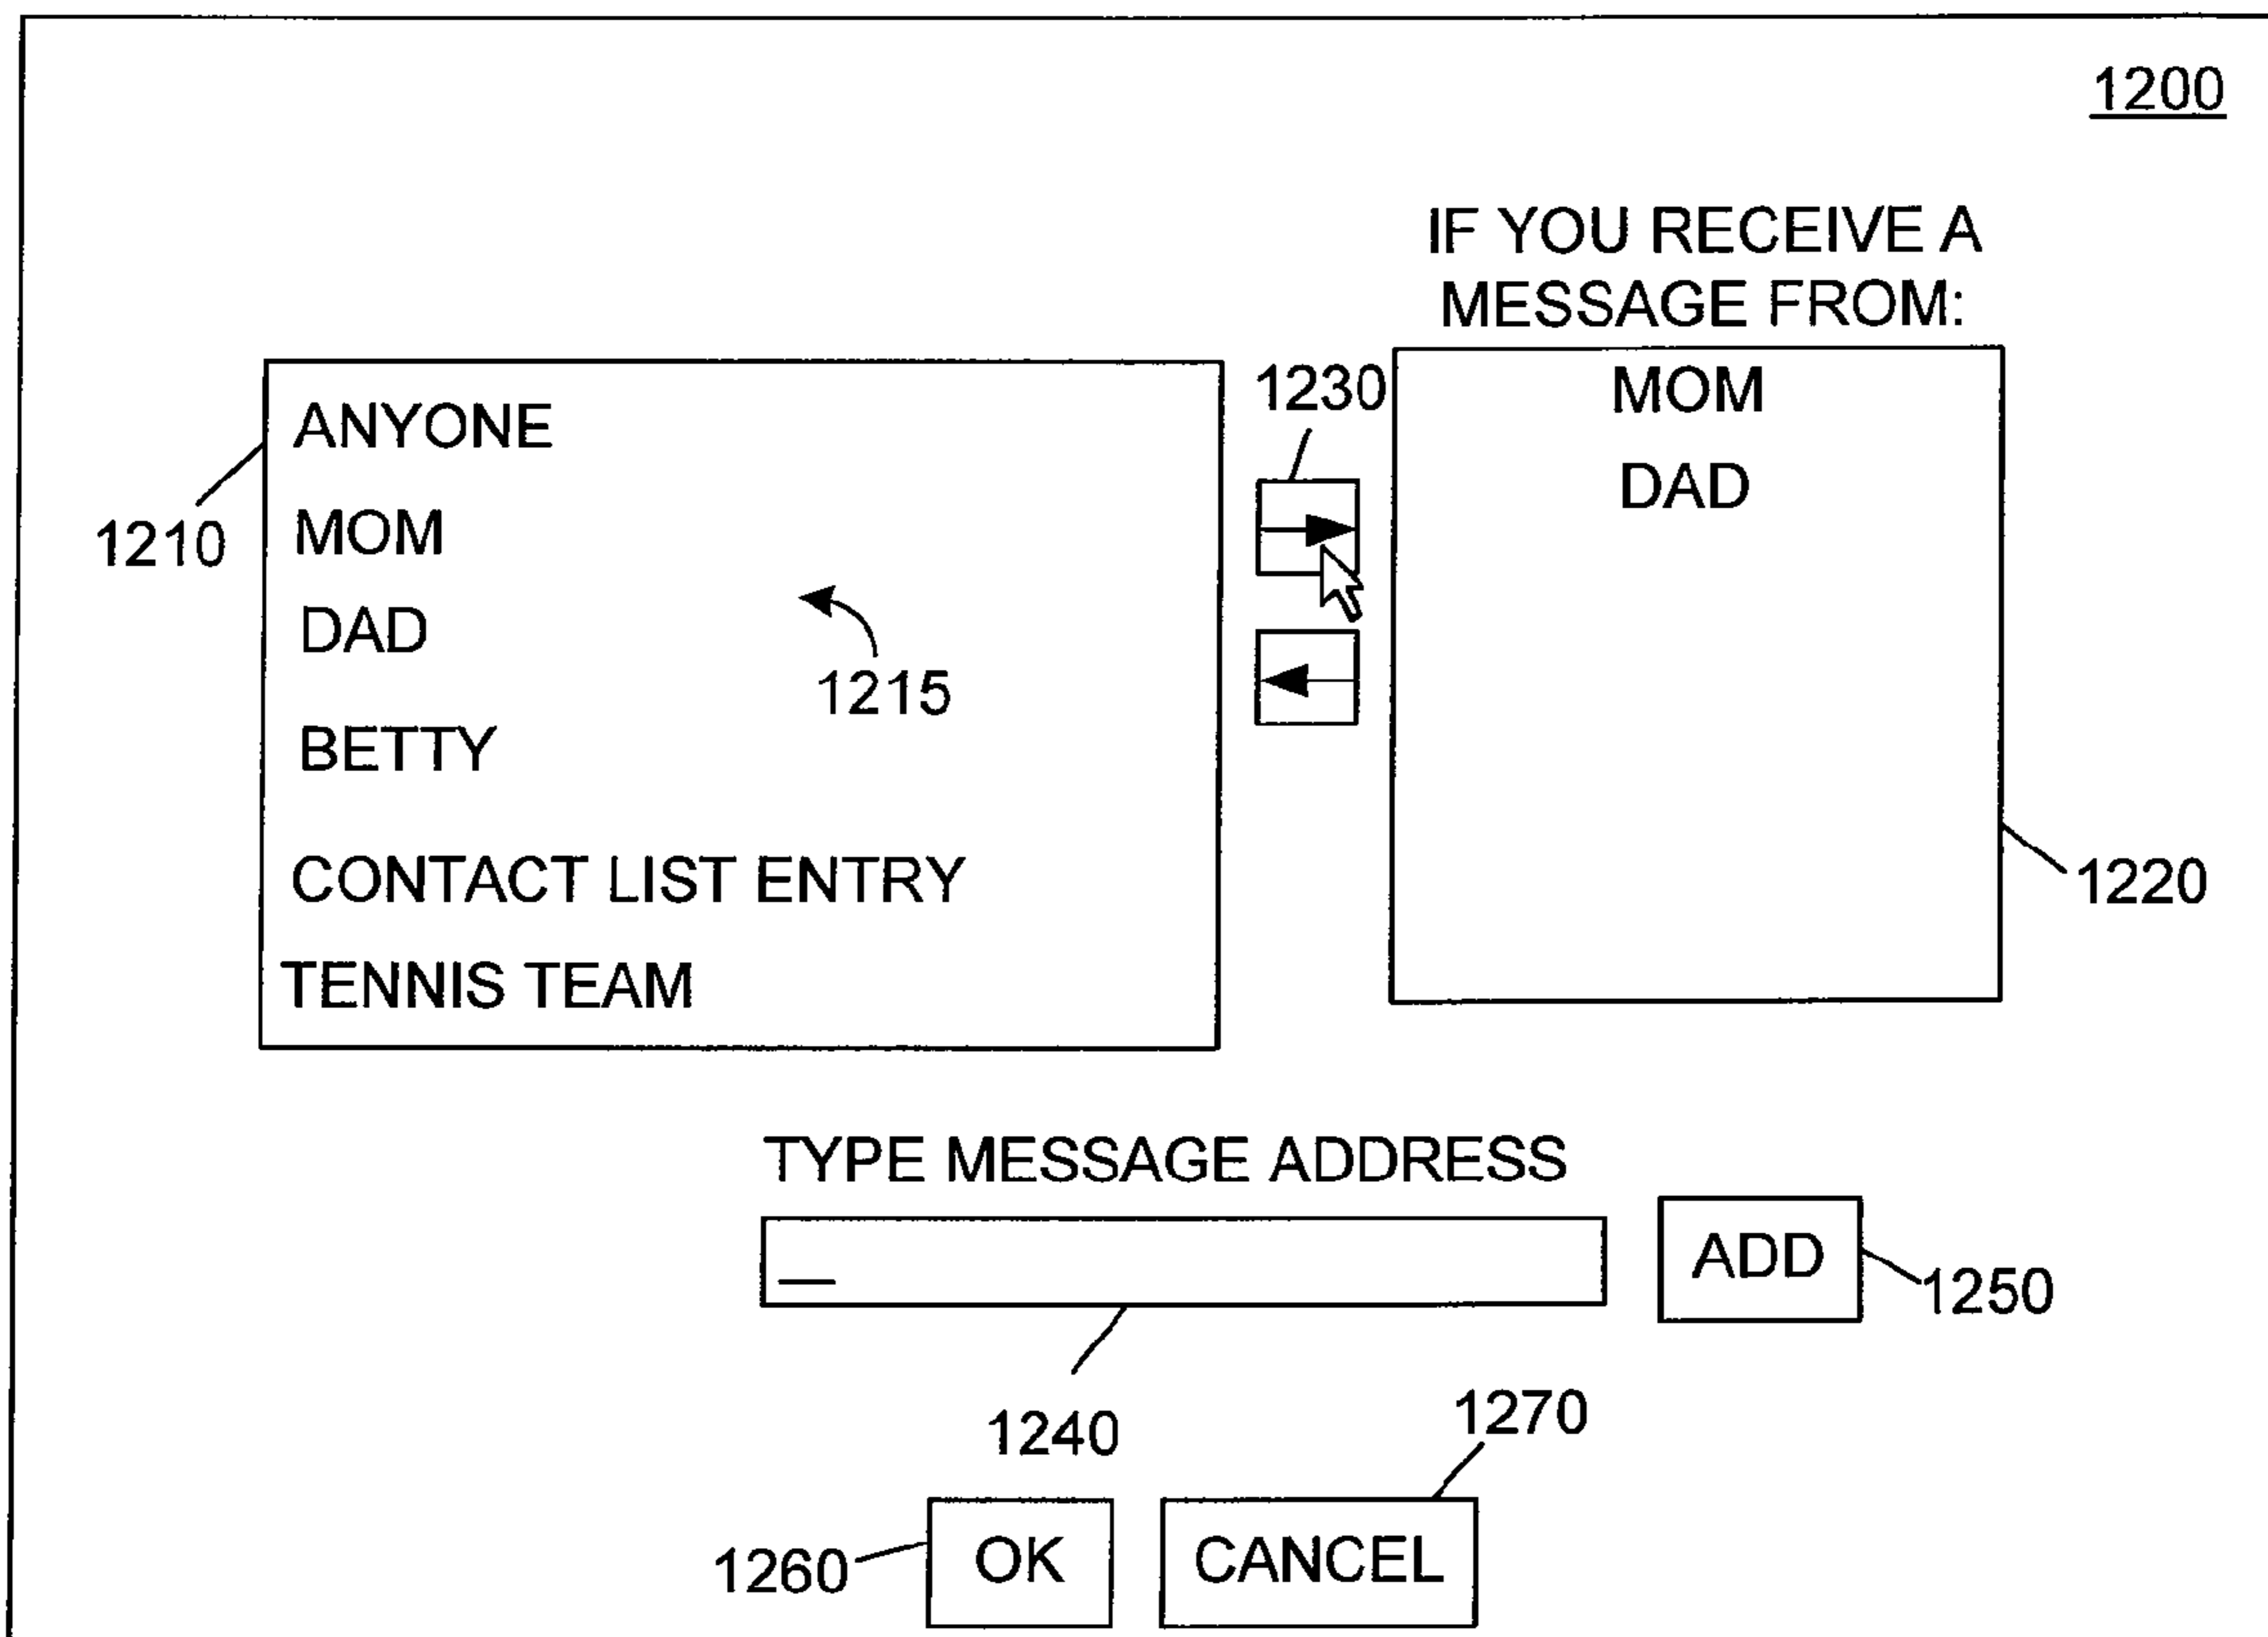 1200
IF YOU RECEIVE A
MESSAGE FROM:
1210
ANYONE
MOM
DAD
1215
BETTY
CONTACT LIST ENTRY
TENNIS TEAM
1230
MOM
DAD
1220
TYPE MESSAGE ADDRESS
ADD
1250
1240
1270
1260
OK
CANCEL